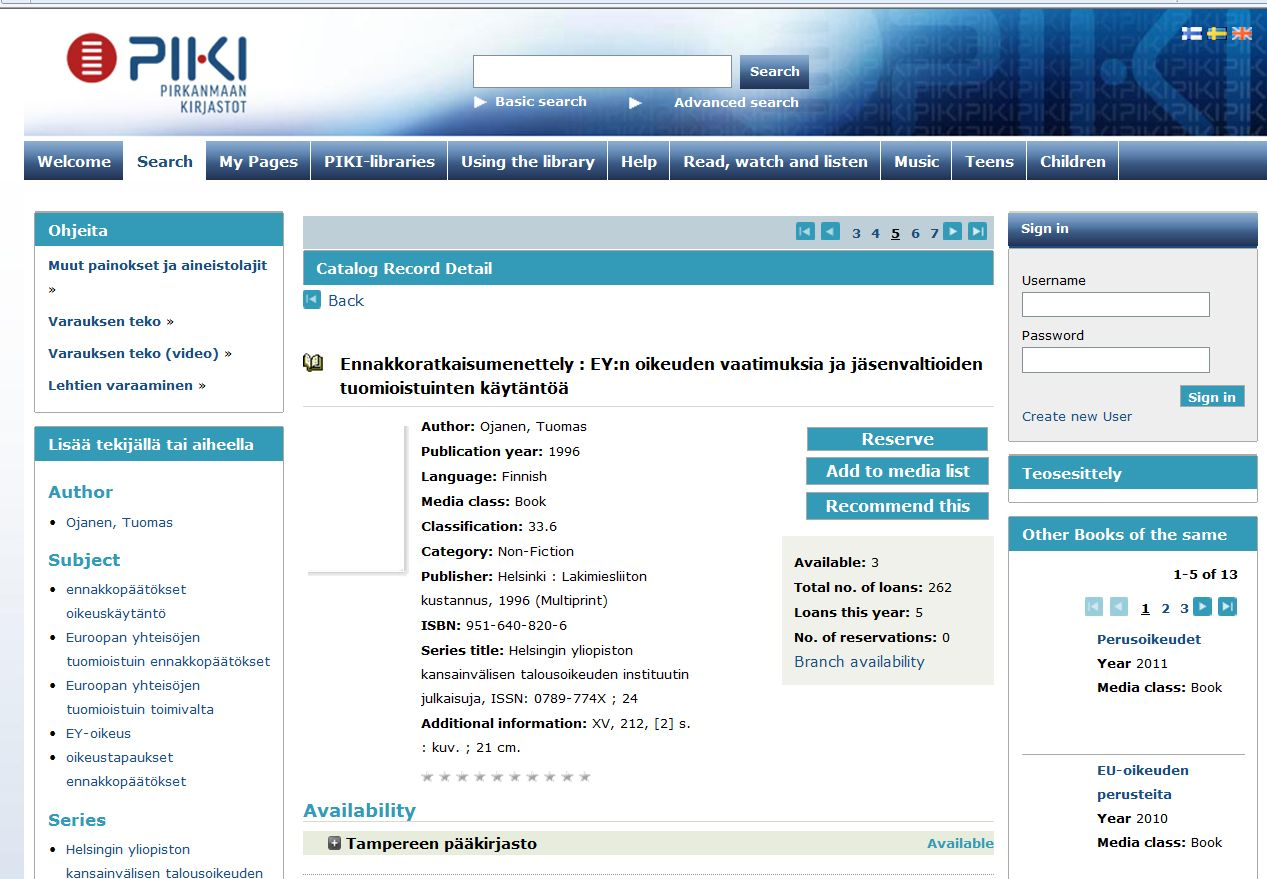 PIKI
PIRKANMAAN
KIRJASTOT
Search
Basic search
Advanced search
Welcome Search My Pages PIKI-libraries Using the library Help Read, watch and listen Music Teens Children
Ohjeita
Muut painokset ja aineistolajit
»
Varauksen teko »
Varauksen teko (video) »
Lehtien varaaminen »
Lisää tekijällä tai aiheella
Author
• Ojanen, Tuomas
Subject
• ennakkopäätökset
oikeuskäytäntö
• Euroopan yhteisöjen
tuomioistuin ennakkopäätökset
• Euroopan yhteisöjen
tuomioistuin toimivalta
• EY-oikeus
• oikeustapaukset
ennakkopäätökset
Series
• Helsingin yliopiston
kansainvälisen talousoikeuden
3 4 5 6 7
Catalog Record Detail
Back
Ennakkoratkaisumenettely : EY:n oikeuden vaatimuksia ja jäsenvaltioiden
tuomioistuinten käytäntöä
Author: Ojanen, Tuomas
Publication year: 1996
Language: Finnish
Media class: Book
Classification: 33.6
Category: Non-Fiction
Publisher: Helsinki : Lakimiesliiton
kustannus, 1996 (Multiprint)
ISBN: 951-640-820-6
Series title: Helsingin yliopiston
kansainvälisen talousoikeuden instituutin
julkaisuja, ISSN: 0789-774X ; 24
Additional information: XV, 212, [2] s.
: kuv. ; 21 cm.
Reserve
Add to media list
Recommend this
Available: 3
Total no. of loans: 262
Loans this year: 5
No. of reservations: 0
Branch availability
Availability
Tampereen pääkirjasto Available
Sign in
Username
Password
Sign in
Create new User
Teosesittely
Other Books of the same
1-5 of 13
1 2 3
Perusoikeudet
Year 2011
Media class: Book
EU-oikeuden
perusteita
Year 2010
Media class: Book